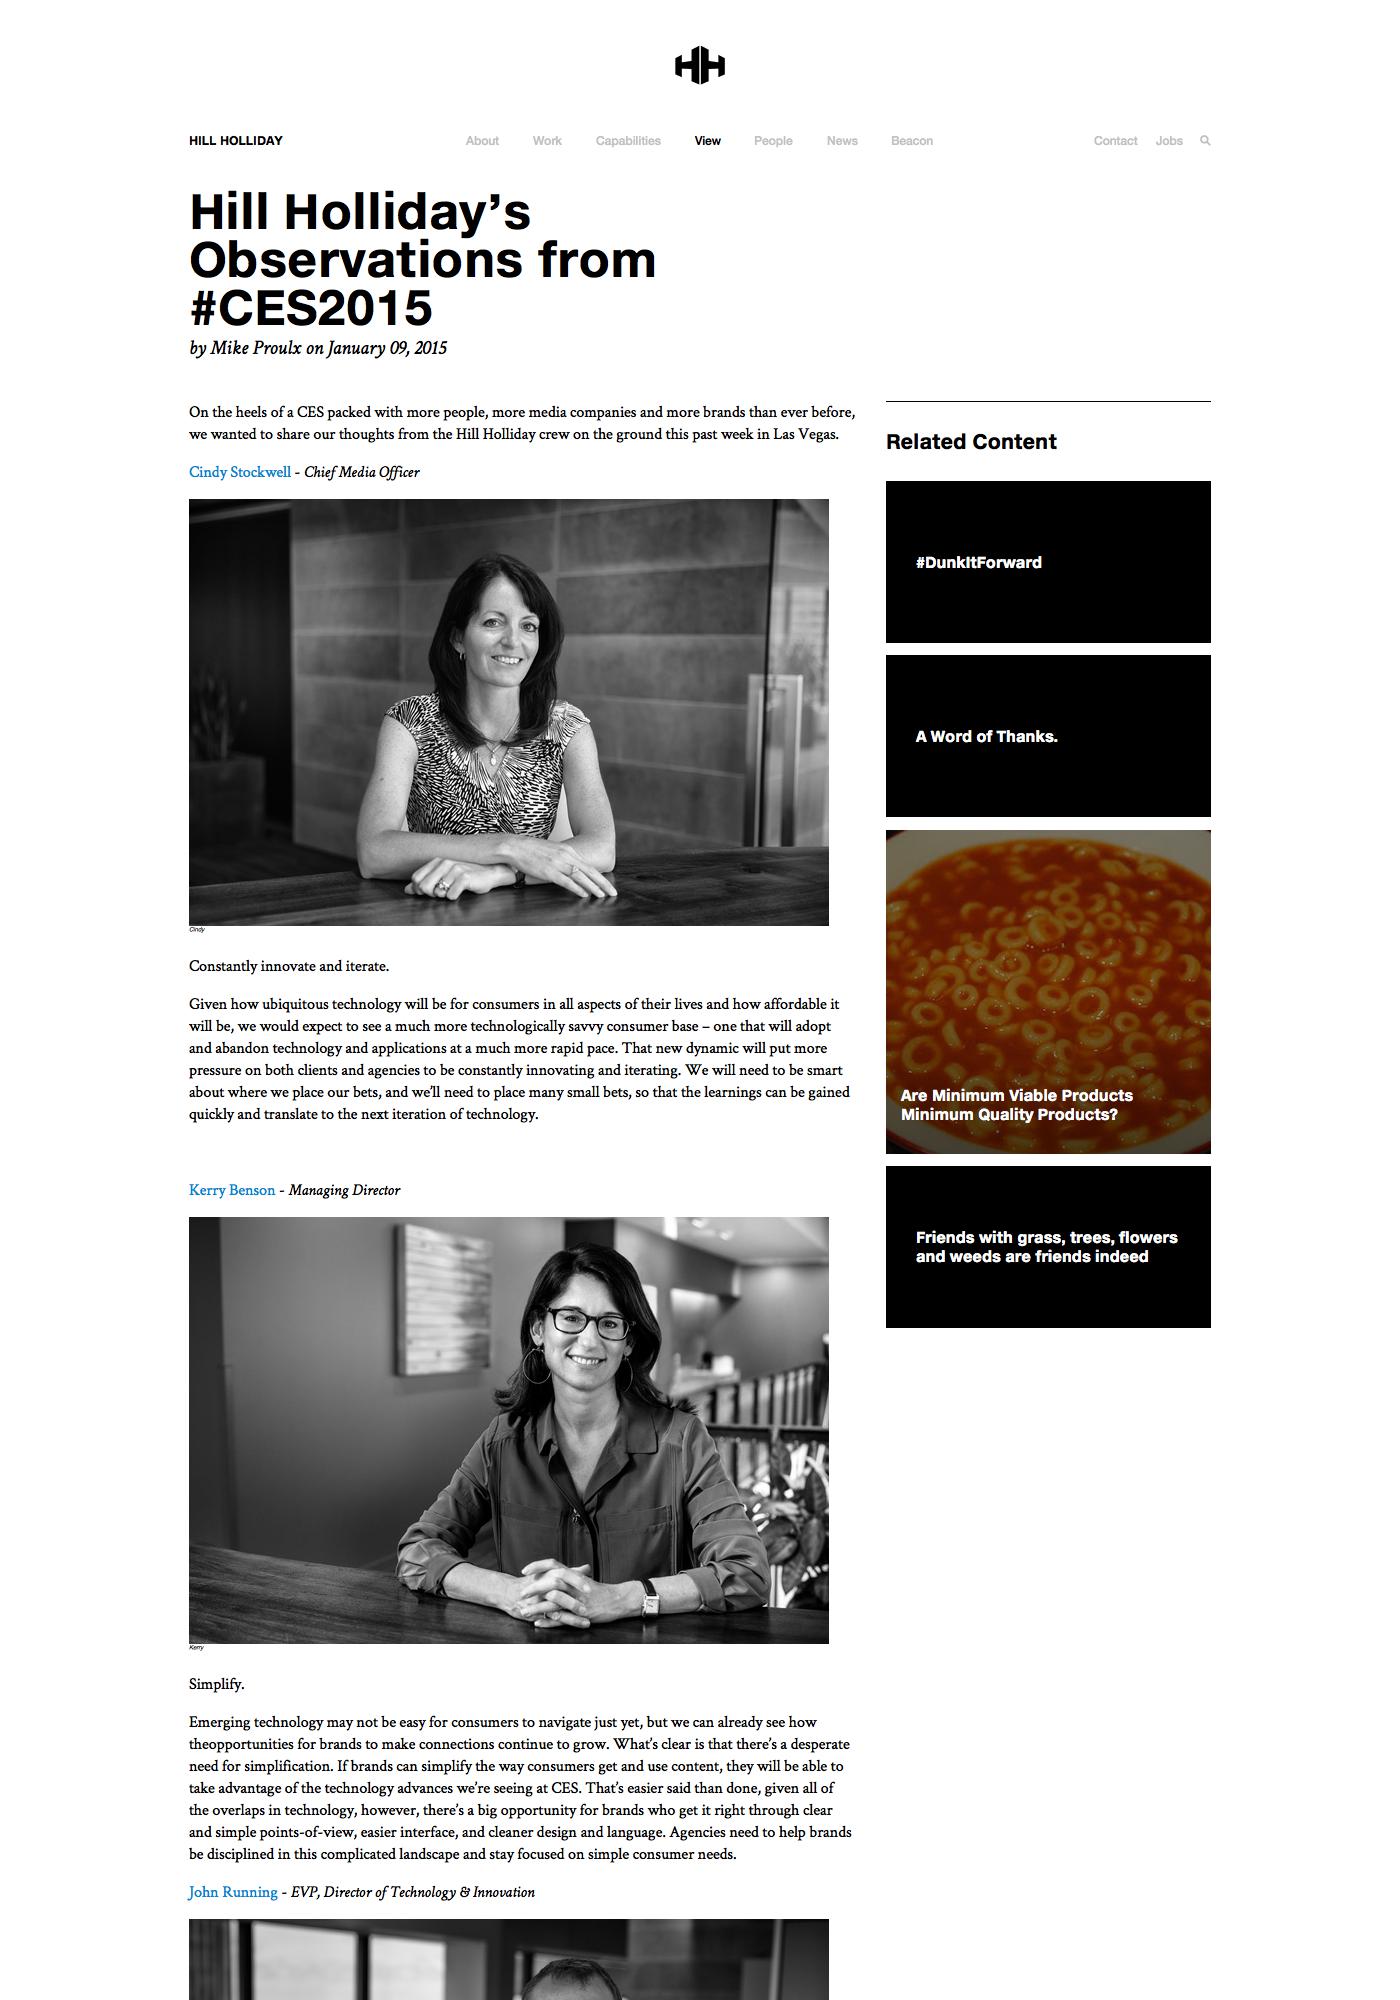 HH
HILL HOLLIDAY
About
Work
Capabilities
View
People
News
Beacon
Contact
Jobs
Hill Holliday’s
Observations from
#CES2015
by Mike Proulx on January 09, 2015
On the heels of a CES packed with more people, more media companies and more brands than ever before,
we wanted to share our thoughts from the Hill Holliday crew on the ground this past week in Las Vegas.
Cindy Stockwell - Chief Media Officer
Cindy
Constantly innovate and iterate.
Given how ubiquitous technology will be for consumers in all aspects of their lives and how affordable it
will be, we would expect to see a much more technologically savvy consumer base – one that will adopt
and abandon technology and applications at a much more rapid pace. That new dynamic will put more
pressure on both clients and agencies to be constantly innovating and iterating. We will need to be smart
about where we place our bets, and we’ll need to place many small bets, so that the learnings can be gained
quickly and translate to the next iteration of technology.
Kerry Benson - Managing Director
Kerry
Simplify.
Emerging technology may not be easy for consumers to navigate just yet, but we can already see how
theopportunities for brands to make connections continue to grow. What’s clear is that there’s a desperate
need for simplification. If brands can simplify the way consumers get and use content, they will be able to
take advantage of the technology advances we’re seeing at CES. That’s easier said than done, given all of
the overlaps in technology, however, there’s a big opportunity for brands who get it right through clear
and simple points-of-view, easier interface, and cleaner design and language. Agencies need to help brands
be disciplined in this complicated landscape and stay focused on simple consumer needs.
John Running - EVP, Director of Technology & Innovation
Related Content
#DunkItForward
A Word of Thanks.
Are Minimum Viable Products
Minimum Quality Products?
Friends with grass, trees, flowers
and weeds are friends indeed